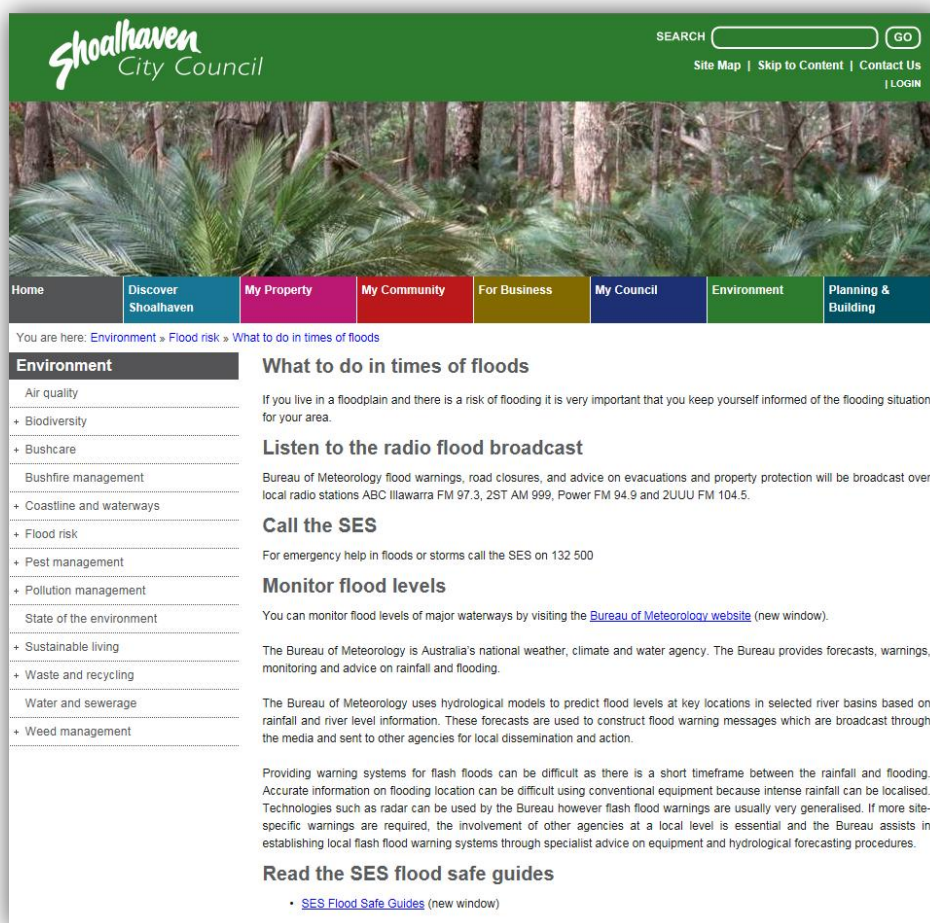 Shoalhaven
City Council
SEARCH
GO
Site Map | Skip to Content | Contact Us
| LOGIN
Home
Discover
Shoalhaven
My Property
My Community
For Business
My Council
Environment
Planning &
Building
You are here: Environment » Flood risk » What to do in times of floods
Environment
Air quality
+ Biodiversity
+ Bushcare
Bushfire management
+ Coastline and waterways
+ Flood risk
+ Pest management
+ Pollution management
State of the environment
+ Sustainable living
+ Waste and recycling
Water and sewerage
+ Weed management
What to do in times of floods
If you live in a floodplain and there is a risk of flooding it is very important that you keep yourself informed of the flooding situation
for your area.
Listen to the radio flood broadcast
Bureau of Meteorology flood warnings, road closures, and advice on evacuations and property protection will be broadcast over
local radio stations ABC Illawarra FM 97.3, 2ST AM 999, Power FM 94.9 and 2UUU FM 104.5.
Call the SES
For emergency help in floods or storms call the SES on 132 500
Monitor flood levels
You can monitor flood levels of major waterways by visiting the Bureau of Meteorology website (new window).
The Bureau of Meteorology is Australia's national weather, climate and water agency. The Bureau provides forecasts, warnings,
monitoring and advice on rainfall and flooding.
The Bureau of Meteorology uses hydrological models to predict flood levels at key locations in selected river basins based on
rainfall and river level information. These forecasts are used to construct flood warning messages which are broadcast through
the media and sent to other agencies for local dissemination and action.
Providing warning systems for flash floods can be difficult as there is a short timeframe between the rainfall and flooding.
Accurate information on flooding location can be difficult using conventional equipment because intense rainfall can be localised.
Technologies such as radar can be used by the Bureau however flash flood warnings are usually very generalised. If more site-
specific warnings are required, the involvement of other agencies at a local level is essential and the Bureau assists in
establishing local flash flood warning systems through specialist advice on equipment and hydrological forecasting procedures.
Read the SES flood safe guides
• SES Flood Safe Guides (new window)